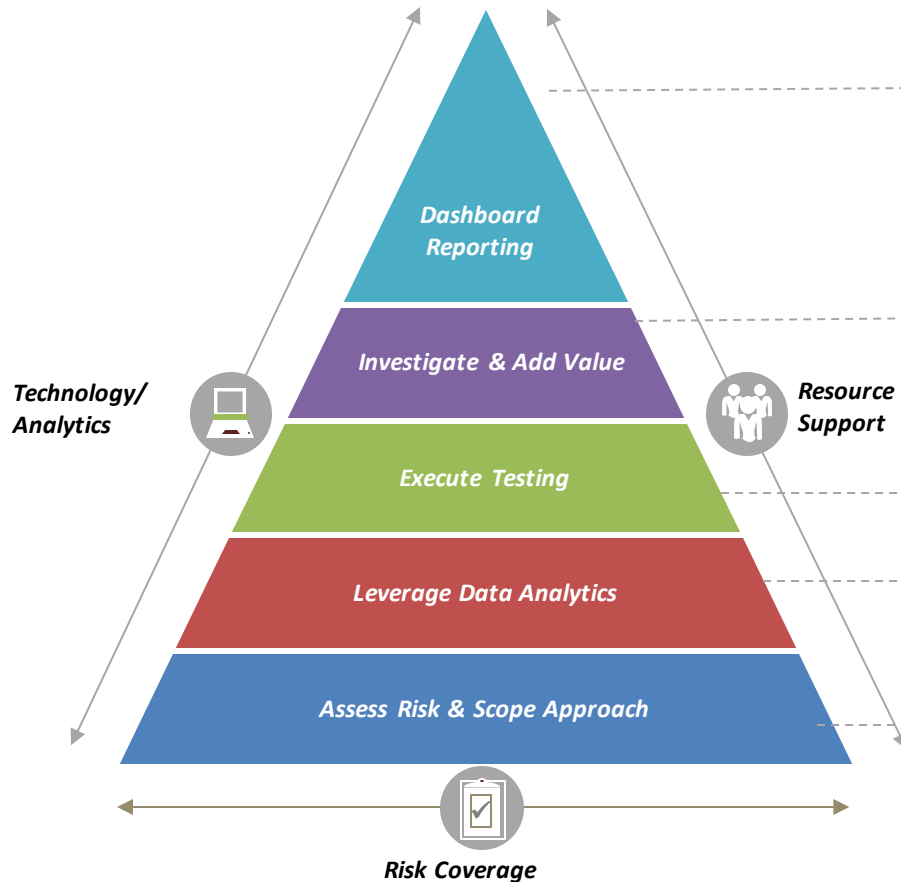 Dashboard
Reporting
Investigate & Add Value
Technology/
Analytics
Resource
Support
Execute Testing
Leverage Data Analytics
Assess Risk & Scope Approach
Risk Coverage